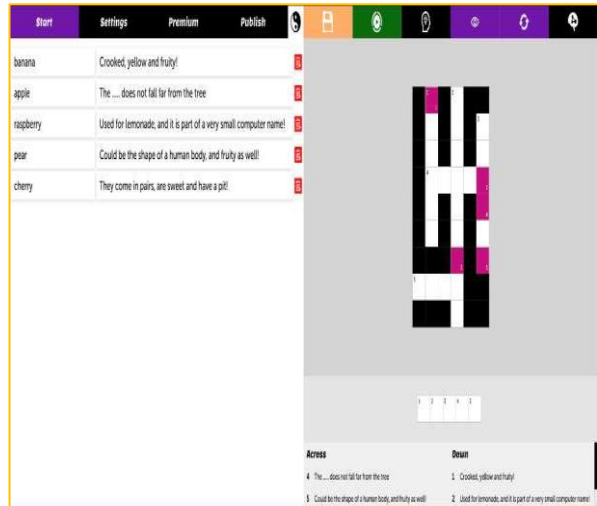 Start Settings Premium Publish
banana Crooked, yellow and fruity!
apple The .... does not fall far from the tree
raspberry Used for lemonade, and it is part of a very small computer name!
pear Could be the shape of a human body, and fruity as well!
cherry They come in pairs, are sweet and have a pit!
Across Down
4 The .... does not fall far from the tree 1 Crooked, yellow and fruity!
5 Could be the shape of a human body, and fruity as well! 2 Used for lemonade, and it is part of a very small computer name!